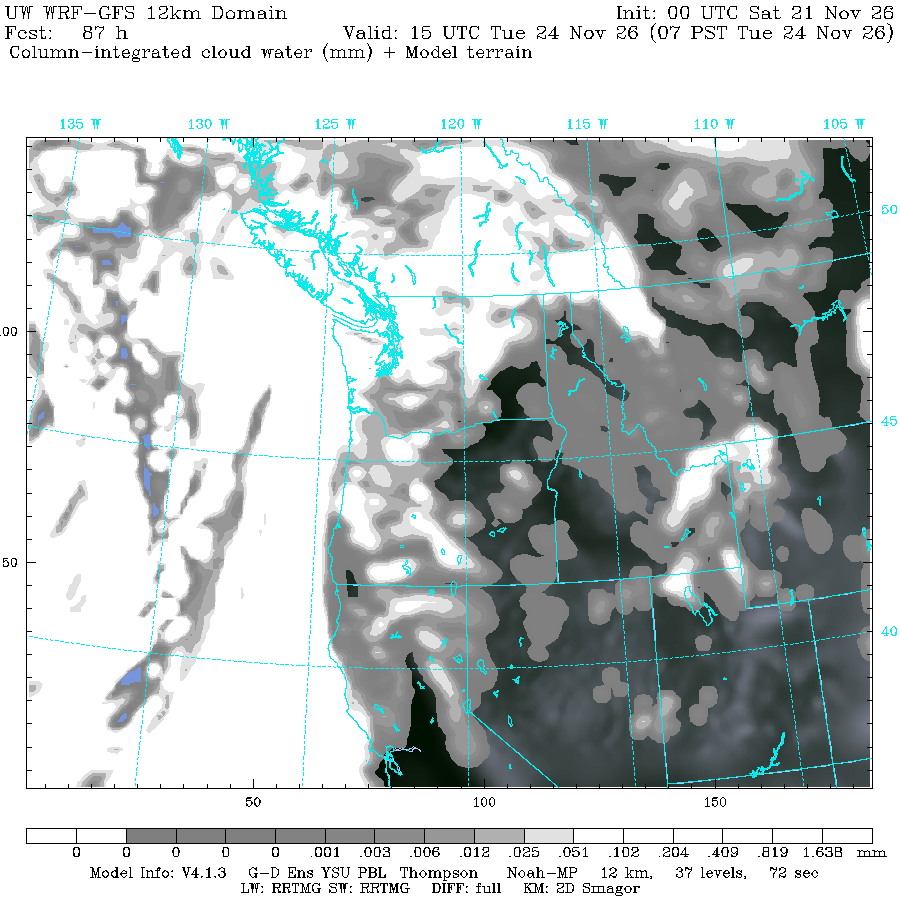 UW WRF-GFS 12km Domain Init: 00 UTC Sat 21 Nov 26
Fcst: 87 h Valid: 15 UTC Tue 24 Nov 26 (07 PST Tue 24 Nov 26)
Column-integrated cloud water (mm) + Model terrain
135 W 130 W 125 W 120 W 115 W 110 W 105 W
50
00
45
50
40
50 100 150
0 0 0 0 .001 .003 .006 .012 .025 .051 .102 .204 .409 .819 1.638 mm
Model Info: V4.1.3 G-D Ens YSU PBL Thompson Noah-MP 12 km, 37 levels, 72 sec
LW: RRTMG SW: RRTMG DIFF: full KM: 2D Smagor